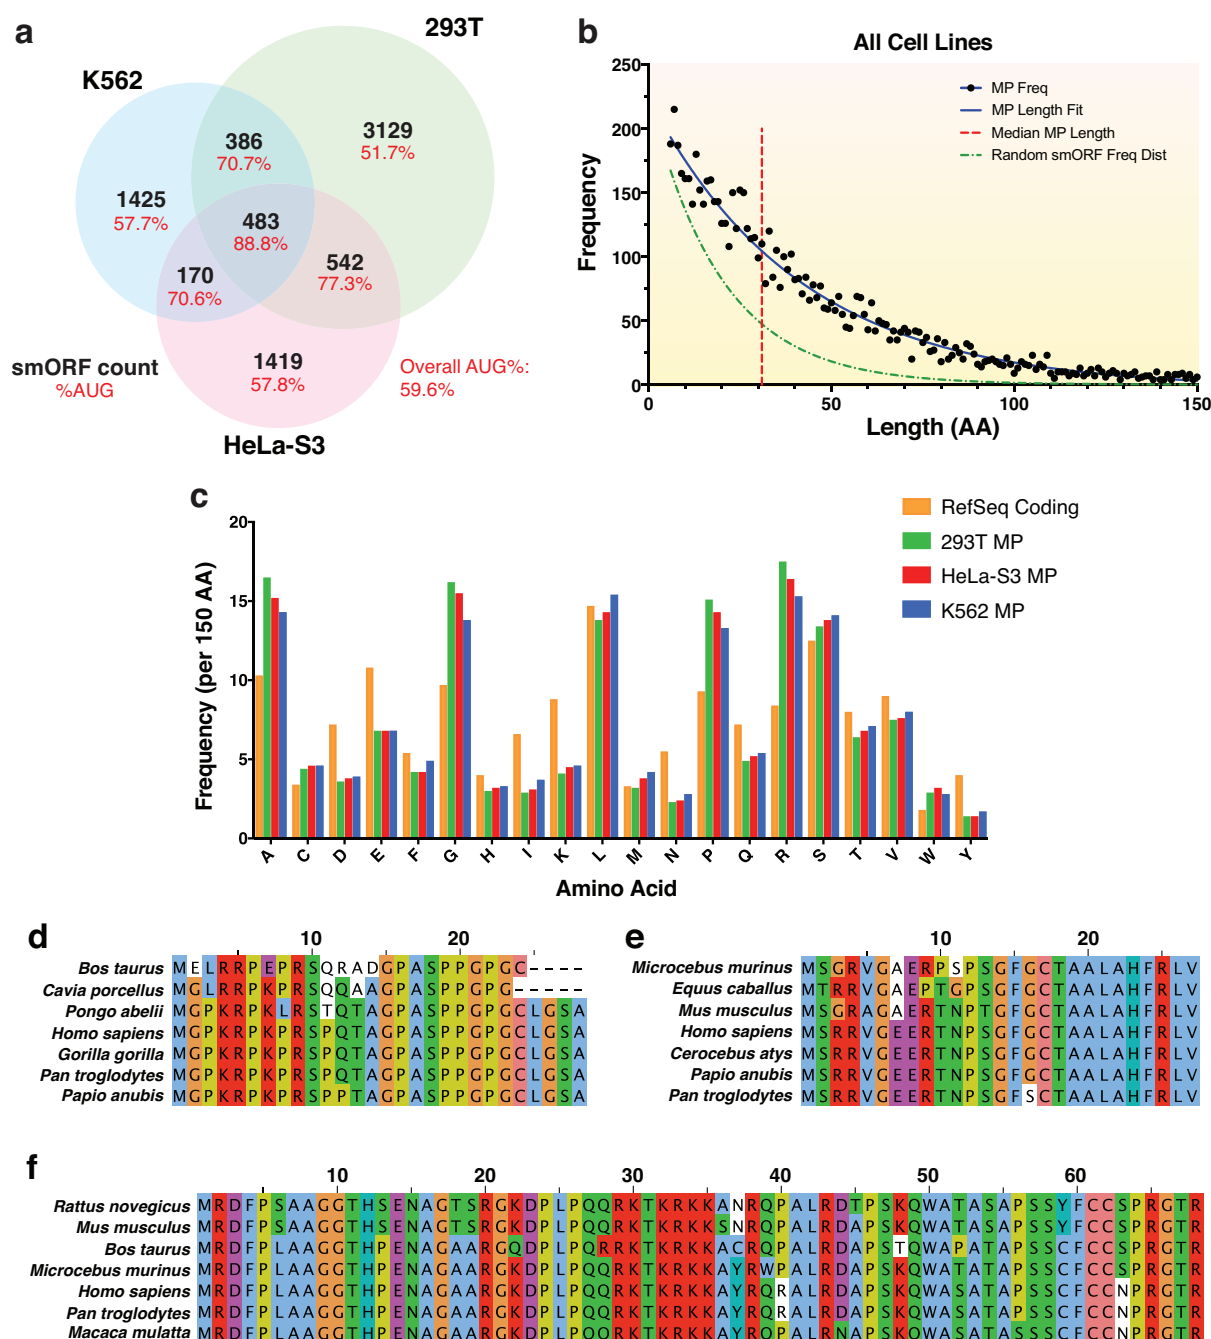 a
293T
K562
386
70.7%
3129
51.7%
1425
57.7%
483
88.8%
170
70.6%
542
77.3%
1419
57.8%
smORF count
%AUG
Overall AUG%:
59.6%
HeLa-S3
b
All Cell Lines
MP Freq
MP Length Fit
Median MP Length
Random smORF Freq Dist
Frequency
250
200
150
100
50
0
0 50 100 150
Length (AA)
c
RefSeq Coding
293T MP
HeLa-S3 MP
K562 MP
Frequency (per 150 AA)
20
15
10
5
0
A C D E F G H I K L M N P Q R S T V W Y
Amino Acid
d
10 20
Bos taurus MELRRPEPRSQRADGPASPPGPGC----
Cavia porcellus MGLRRPKPRSQQAAGPASPPGPG-----
Pongo abelii MGPKRPKLRSTQTAGPASPPGPGCLGSA
Homo sapiens MGPKRPKPRSPQTAGPASPPGPGCLGSA
Gorilla gorilla MGPKRPKPRSPQTAGPASPPGPGCLGSA
Pan troglodytes MGPKRPKPRSPQTAGPASPPGPGCLGSA
Papio anubis MGPKRPKPRSPPTAGPASPPGPGCLGSA
e
10 20
Microcebus murinus MSGRVGAERPSPSGFGCTAALAHFRLV
Equus caballus MTRRVGAEPTGPSGFGCTAALAHFRLV
Mus musculus MSGRAGAERTNPTGFGCTAALAHFRLV
Homo sapiens MSRRVGEERTNPSGFGCTAALAHFRLV
Cerocebus atys MSRRVGEERTNPSGFGCTAALAHFRLV
Papio anubis MSRRVGEERTNPSGFGCTAALAHFRLV
Pan troglodytes MSRRVGEERTNPSGFSCTAALAHFRLV
f
10 20 30 40 50 60
Rattus novegicus MRDFPSAAGGTHSENAGTSRGKDPLPQQRKTKRKKANRQPALRDTPSKQWATASAPSSYFCCSPRGTR
Mus musculus MRDFPSAAGGTHSENAGTSRGKDPLPQQRKTKRKKSNRQPALRDAPSKQWATASAPSSYFCCSPRGTR
Bos taurus MRDFPLAAGGTHPENAGAARGQDPLPQRRKTKRKKACRQPALRDAPSTQWAPATAPSSCFCCSPRGTR
Microcebus murinus MRDFPLAAGGTHPENAGAARGKDPLPQQRKTKRKKAYRWPALRDAPSKQWATASAPSSCFCCSPRGTR
Homo sapiens MRDFPLAAGGTHPENAGAARGKDPLPQQRKTKRKKAYRQRALRDAPSKQWASATAPSSCFCCNPRGTR
Pan troglodytes MRDFPLAAGGTHPENAGAARGKDPLPQQRKTKRKKAYRQRALRDAPSKQWASATAPSSCFCCNPRGTR
Macaca mulatta MRDFPLAAGGTHPENAGAARGKDPLPQQRKTKRKKAYRQPALRNAPSKQWASATASSSCFCCNPRGTR